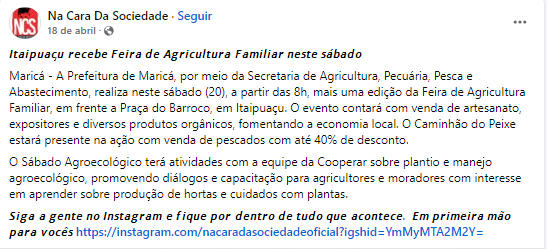 NCS
Na Cara Da Sociedade · Seguir
18 de abril ·
Itaipuaçu recebe Feira de Agricultura Familiar neste sábado
Maricá - A Prefeitura de Maricá, por meio da Secretaria de Agricultura, Pecuária, Pesca e
Abastecimento, realiza neste sábado (20), a partir das 8h, mais uma edição da Feira de Agricultura
Familiar, em frente a Praça do Barroco, em Itaipuaçu. O evento contará com venda de artesanato,
expositores e diversos produtos orgânicos, fomentando a economia local. O Caminhão do Peixe
estará presente na ação com venda de pescados com até 40% de desconto.
O Sábado Agroecológico terá atividades com a equipe da Cooperar sobre plantio e manejo
agroecológico, promovendo diálogos e capacitação para agricultores e moradores com interesse
em aprender sobre produção de hortas e cuidados com plantas.
Siga a gente no Instagram e fique por dentro de tudo que acontece. Em primeira mão
para vocês https://instagram.com/nacaradasociedadeoficial?igshid=YmMyMTA2M2Y=